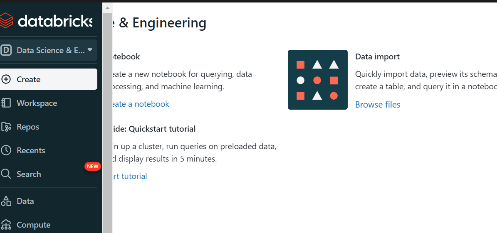 databricks
& Engineering
Data Science & E...
Create
Workspace
Repos
Recents
Search
NEW
Data
Compute
otebook
eate a new notebook for querying, data
ocessing, and machine learning.
eate a notebook
ide: Quickstart tutorial
n up a cluster, run queries on preloaded data,
d display results in 5 minutes.
rt tutorial
Data import
Quickly import data, preview its schema
create a table, and query it in a notebo
Browse files